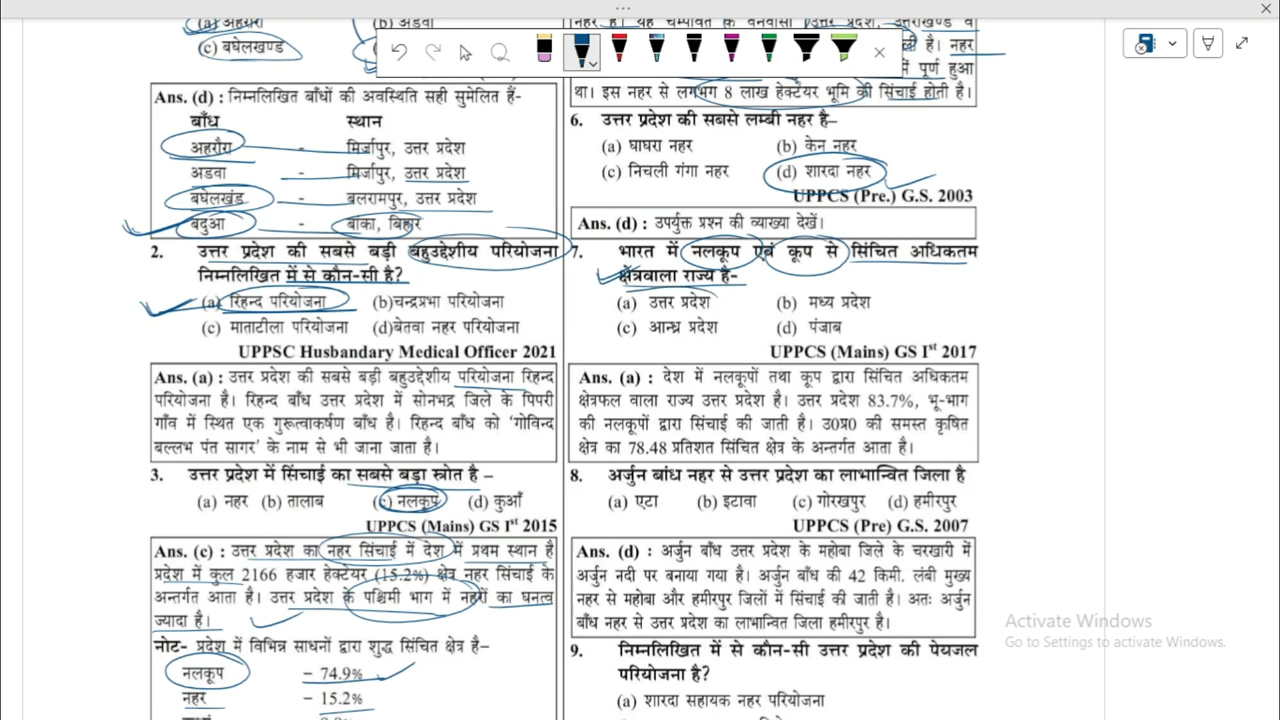 (a) अहरौरा (b) अडवा
(c) बघेलखण्ड
Ans. (d) : निम्नलिखित बाँधों की अवस्थिति सही सुमेलित हैं-
बाँध स्थान
अहरौरा - मिर्जापुर, उत्तर प्रदेश
अडवा - मिर्जापुर, उत्तर प्रदेश
बघेलखंड - बलरामपुर, उत्तर प्रदेश
बदुआ - बांका, बिहार
2. उत्तर प्रदेश की सबसे बड़ी बहुउद्देशीय परियोजना
निम्नलिखित में से कौन-सी है?
(a) रिहन्द परियोजना (b)चन्द्रप्रभा परियोजना
(c) माताटीला परियोजना (d)बेतवा नहर परियोजना
UPPSC Husbandary Medical Officer 2021
Ans. (a) : उत्तर प्रदेश की सबसे बड़ी बहुउद्देशीय परियोजना रिहन्द
परियोजना है। रिहन्द बाँध उत्तर प्रदेश में सोनभद्र जिले के पिपरी
गाँव में स्थित एक गुरूत्वाकर्षण बाँध है। रिहन्द बाँध को 'गोविन्द
बल्लभ पंत सागर' के नाम से भी जाना जाता है।
3. उत्तर प्रदेश में सिंचाई का सबसे बड़ा स्त्रोत है –
(a) नहर (b) तालाब (c) नलकूप (d) कुआँ
UPPCS (Mains) GS Iˢᵗ 2015
Ans. (c) : उत्तर प्रदेश का नहर सिंचाई में देश में प्रथम स्थान है
प्रदेश में कुल 2166 हजार हेक्टेयर (15.2%) क्षेत्र नहर सिंचाई के
अन्तर्गत आता है। उत्तर प्रदेश के पश्चिमी भाग में नहरों का घनत्व
ज्यादा है।
नोट- प्रदेश में विभिन्न साधनों द्वारा शुद्ध सिंचित क्षेत्र है–
नलकूप – 74.9%
नहर – 15.2%
नहर है। यह चम्पावत के वनवासा उत्तर प्रदेश, उत्तराखण्ड व
है। नहर
में पूर्ण हुआ
था। इस नहर से लगभग 8 लाख हेक्टेयर भूमि की सिंचाई होती है।
6. उत्तर प्रदेश की सबसे लम्बी नहर है–
(a) घाघरा नहर (b) केन नहर
(c) निचली गंगा नहर (d) शारदा नहर
UPPCS (Pre.) G.S. 2003
Ans. (d) : उपर्युक्त प्रश्न की व्याख्या देखें।
7. भारत में नलकूप एवं कूप से सिंचित अधिकतम
क्षेत्रवाला राज्य है-
(a) उत्तर प्रदेश (b) मध्य प्रदेश
(c) आन्ध्र प्रदेश (d) पंजाब
UPPCS (Mains) GS Iˢᵗ 2017
Ans. (a) : देश में नलकूपों तथा कूप द्वारा सिंचित अधिकतम
क्षेत्रफल वाला राज्य उत्तर प्रदेश है। उत्तर प्रदेश 83.7%, भू-भाग
की नलकूपों द्वारा सिंचाई की जाती है। उ0प्र0 की समस्त कृषित
क्षेत्र का 78.48 प्रतिशत सिंचित क्षेत्र के अन्तर्गत आता है।
8. अर्जुन बांध नहर से उत्तर प्रदेश का लाभान्वित जिला है
(a) एटा (b) इटावा (c) गोरखपुर (d) हमीरपुर
UPPCS (Pre) G.S. 2007
Ans. (d) : अर्जुन बाँध उत्तर प्रदेश के महोबा जिले के चरखारी में
अर्जुन नदी पर बनाया गया है। अर्जुन बाँध की 42 किमी. लंबी मुख्य
नहर से महोबा और हमीरपुर जिलों में सिंचाई की जाती है। अतः अर्जुन
बाँध नहर से उत्तर प्रदेश का लाभान्वित जिला हमीरपुर है।
9. निम्नलिखित में से कौन-सी उत्तर प्रदेश की पेयजल
परियोजना है?
(a) शारदा सहायक नहर परियोजना
Activate Windows
Go to Settings to activate Windows.